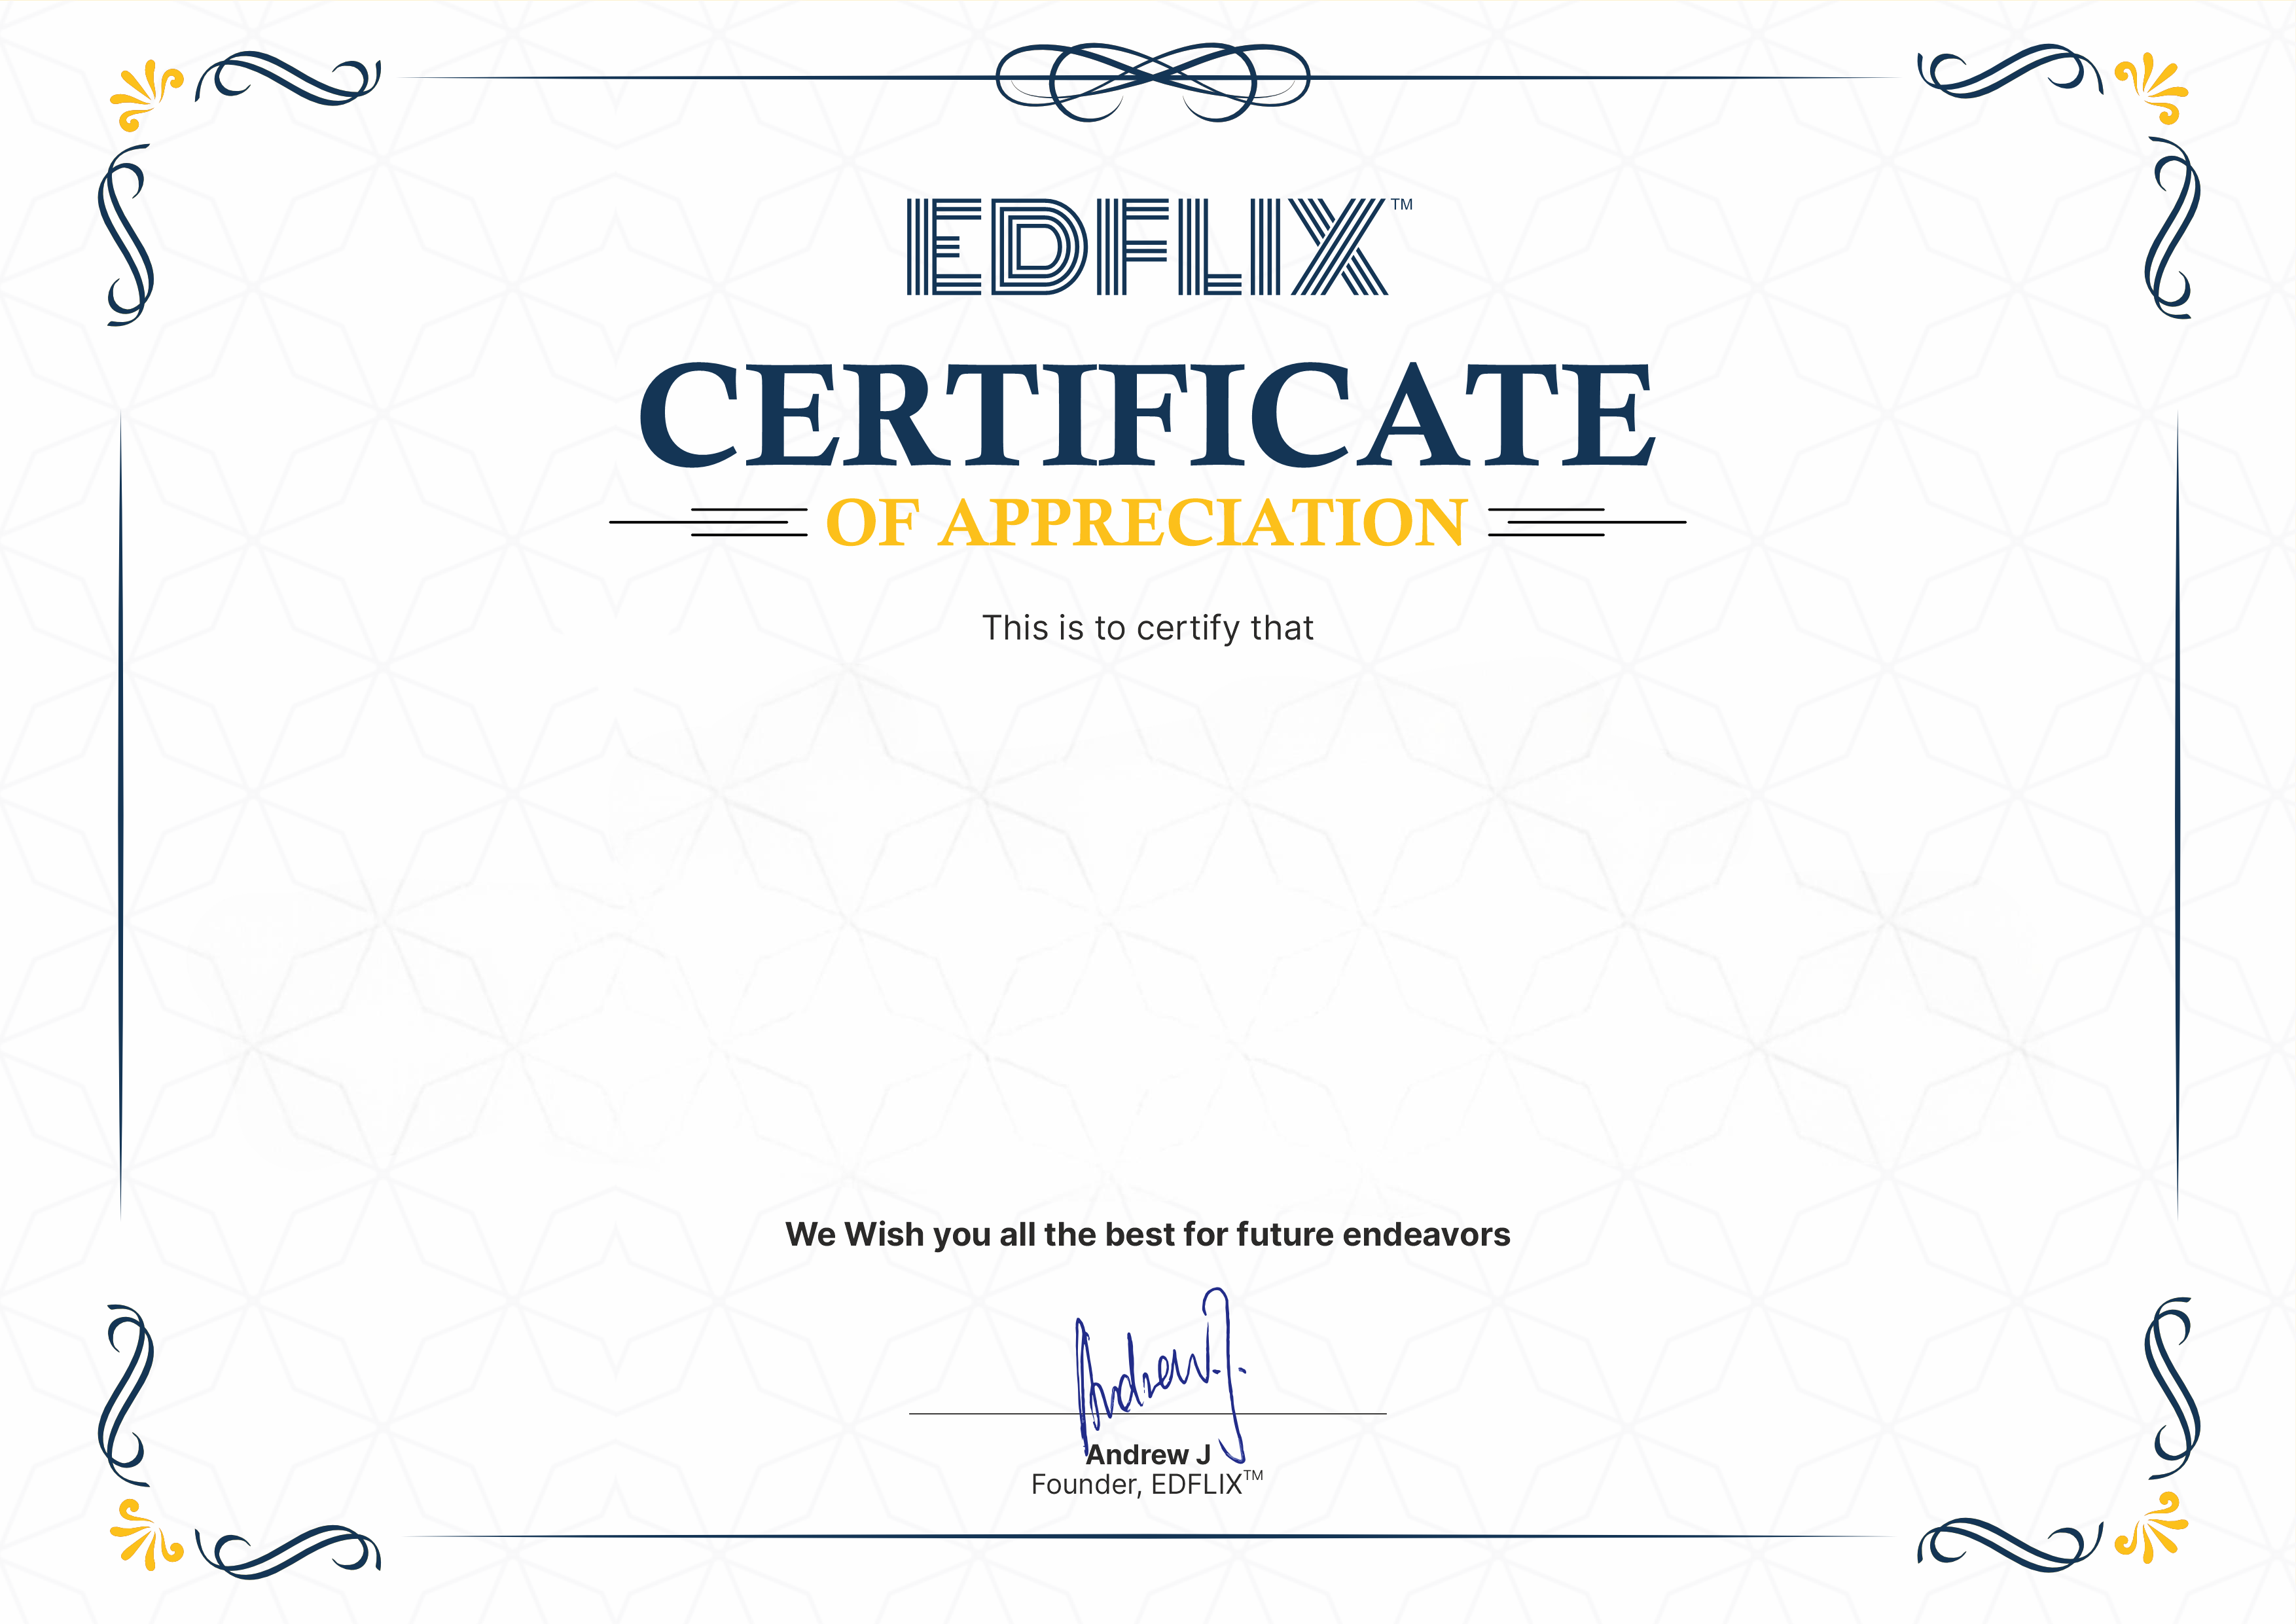 EDFLIX™
CERTIFICATE
OF APPRECIATION
This is to certify that
We Wish you all the best for future endeavors
Andrew J.
Andrew J
Founder, EDFLIX™